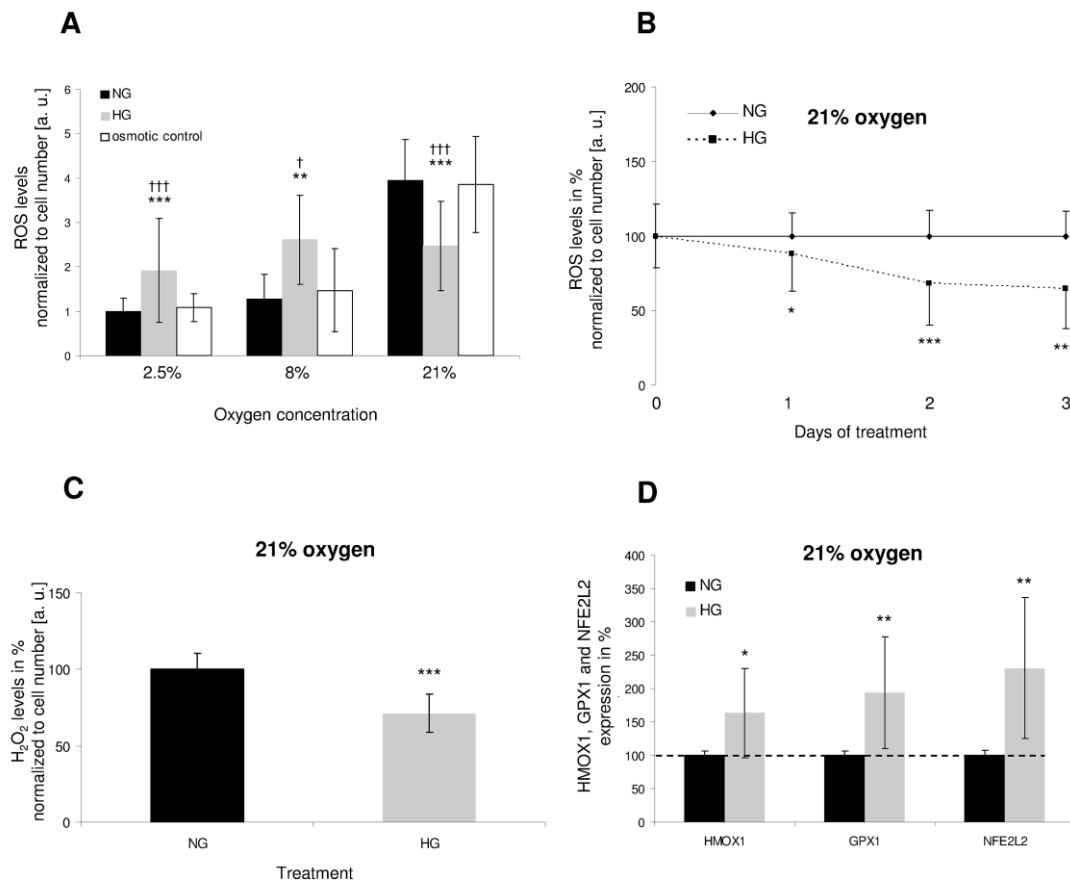 A
ROS levels
normalized to cell number [a. u.]
6
5
4
3
2
1
0
NG
HG
osmotic control
†††
***
†
**
†††
***
2.5%
8%
21%
Oxygen concentration
B
ROS levels in %
normalized to cell number [a. u.]
200
150
100
50
0
NG
HG
21% oxygen
*
***
**
0
1
2
3
Days of treatment
C
21% oxygen
H₂O₂ levels in %
normalized to cell number [a. u.]
150
100
50
0
***
NG
HG
Treatment
D
21% oxygen
HMOX1, GPX1 and NFE2L2
expression in %
400
350
300
250
200
150
100
50
0
NG
HG
*
**
**
HMOX1
GPX1
NFE2L2